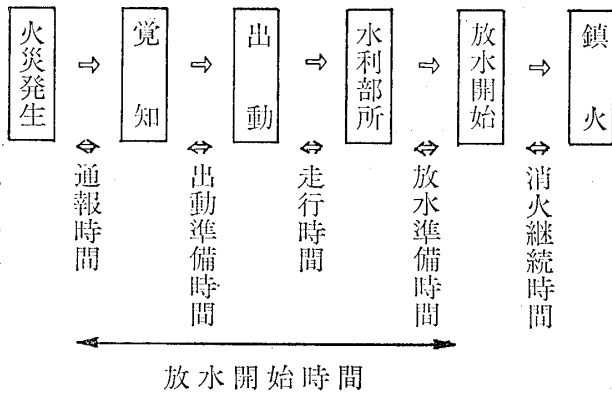 火災発生
⇨
覚知
⇨
出動
⇨
水利部所
⇨
放水開始
⇨
鎮火
⇔
通報時間
⇔
出動準備時間
⇔
走行時間
⇔
放水準備時間
⇔
消火継続時間
放水開始時間